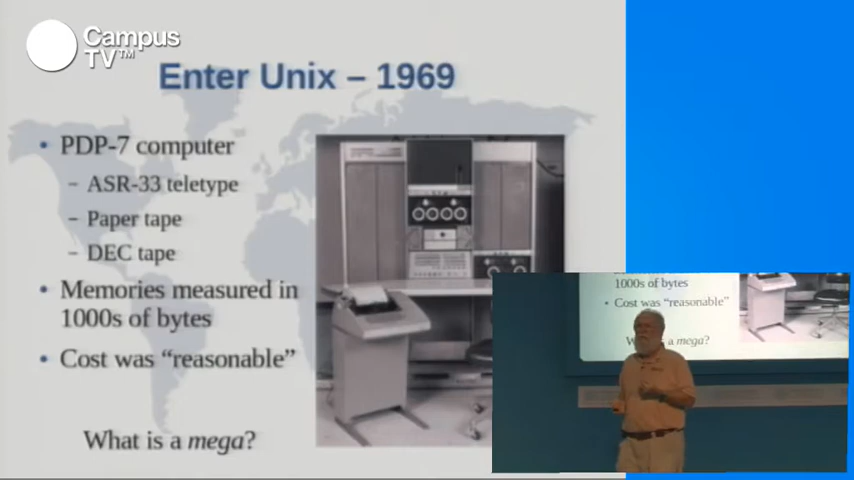 Campus
TV™
Enter Unix – 1969
• PDP-7 computer
– ASR-33 teletype
– Paper tape
– DEC tape
• Memories measured in
1000s of bytes
• Cost was “reasonable”
What is a mega?
1000s of bytes
• Cost was “reasonable”
a mega?